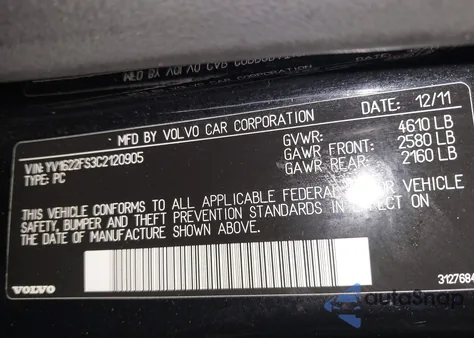 MFD BY VOLVO CAR CORPORATION DATE: 12/11
VIN: YV1622FS3C2120905 GVWR: 4610 LB
TYPE: PC GAWR FRONT: 2580 LB
GAWR REAR: 2160 LB
THIS VEHICLE CONFORMS TO ALL APPLICABLE FEDERAL MOTOR VEHICLE
SAFETY, BUMPER AND THEFT PREVENTION STANDARDS IN EFFECT ON
THE DATE OF MANUFACTURE SHOWN ABOVE.
VOLVO 3127684
autoSnap